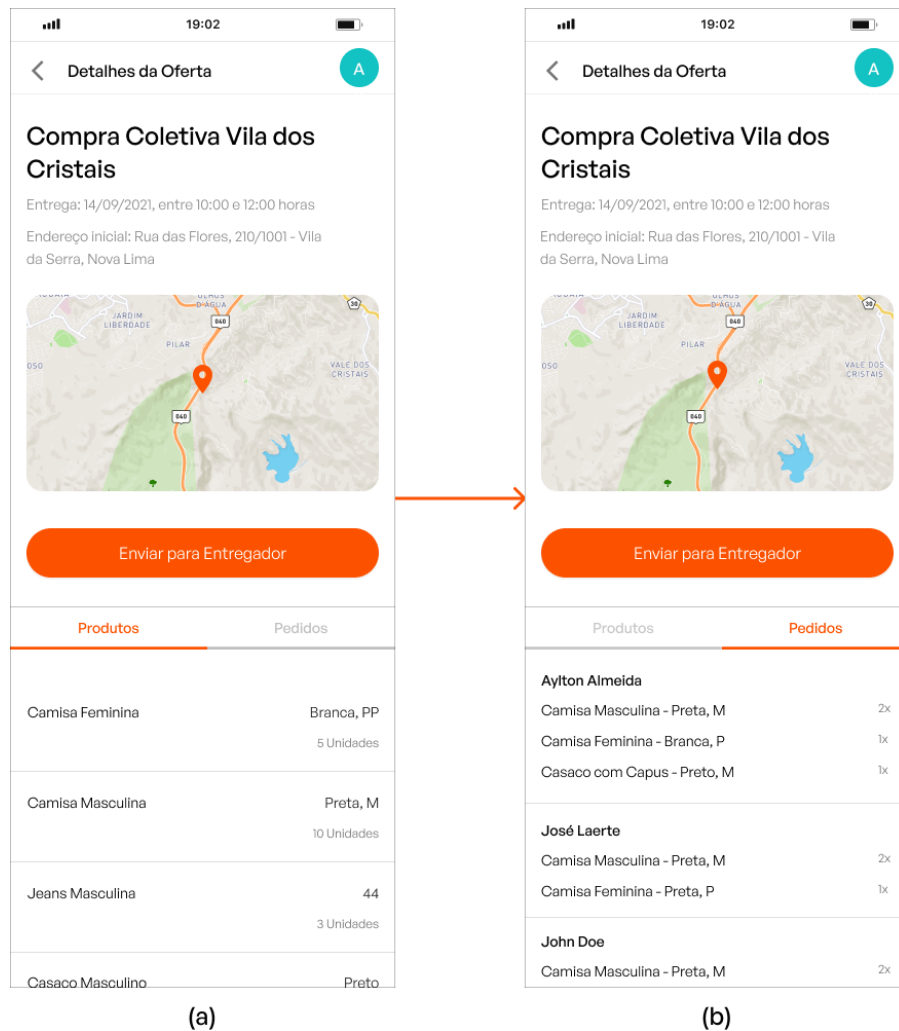 19:02
Detalhes da Oferta
A
Compra Coletiva Vila dos
Cristais
Entrega: 14/09/2021, entre 10:00 e 12:00 horas
Endereço inicial: Rua das Flores, 210/1001 - Vila
da Serra, Nova Lima
D'ÁGUA
30
JARDIM
LIBERDADE
040
PILAR
OSO
VALE DOS
CRISTAIS
040
Enviar para Entregador
Produtos
Pedidos
Camisa Feminina
Branca, PP
5 Unidades
Camisa Masculina
Preta, M
10 Unidades
Jeans Masculina
44
3 Unidades
Casaco Masculino
Preto
(a)
19:02
Detalhes da Oferta
A
Compra Coletiva Vila dos
Cristais
Entrega: 14/09/2021, entre 10:00 e 12:00 horas
Endereço inicial: Rua das Flores, 210/1001 - Vila
da Serra, Nova Lima
D'ÁGUA
30
JARDIM
LIBERDADE
040
PILAR
OSO
VALE DOS
CRISTAIS
040
Enviar para Entregador
Produtos
Pedidos
Aylton Almeida
Camisa Masculina - Preta, M 2x
Camisa Feminina - Branca, P 1x
Casaco com Capus - Preto, M 1x
José Laerte
Camisa Masculina - Preta, M 2x
Camisa Feminina - Preta, P 1x
John Doe
Camisa Masculina - Preta, M 2x
(b)